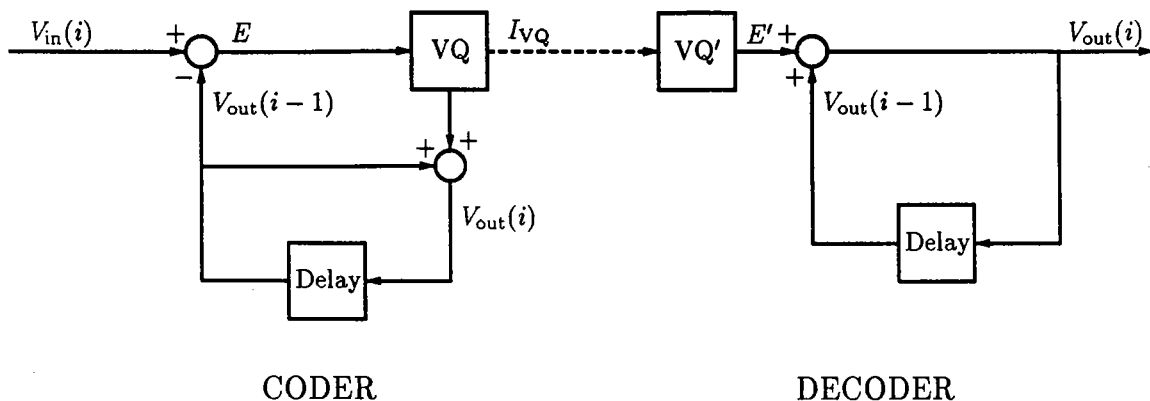 V_in(i)
+
E
VQ
I_VQ
VQ′
E′
+
V_out(i)
−
V_out(i − 1)
+
V_out(i − 1)
+
+
V_out(i)
Delay
Delay
CODER
DECODER